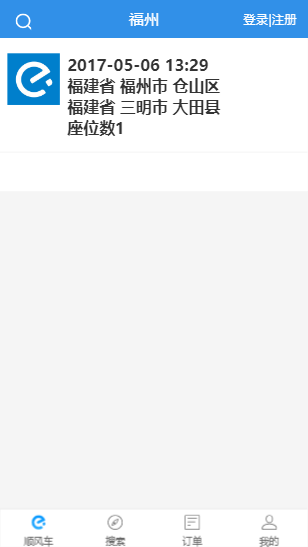 福州
登录|注册
2017-05-06 13:29
福建省 福州市 仓山区
福建省 三明市 大田县
座位数1
顺风车
搜索
订单
我的